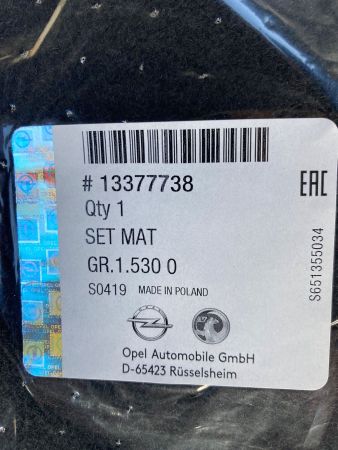 # 13377738
EAC
Qty 1
SET MAT
GR.1.530 0
S0419 MADE IN POLAND
S651355034
Opel Automobile GmbH
D-65423 Rüsselsheim